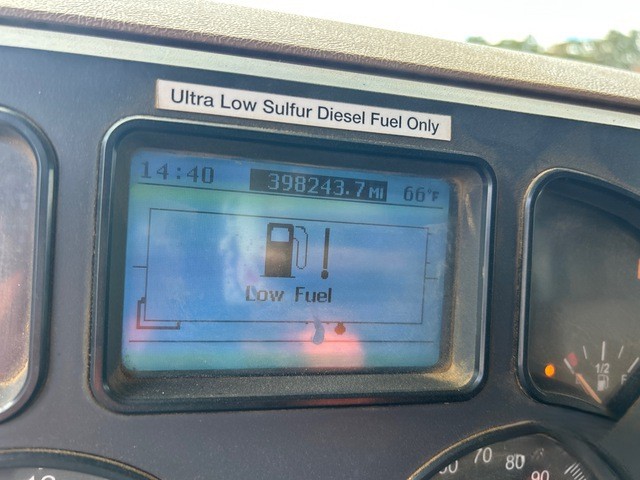 Ultra Low Sulfur Diesel Fuel Only
14:40 398243.7 MI 66°F
Low Fuel
1/2
70 80 90